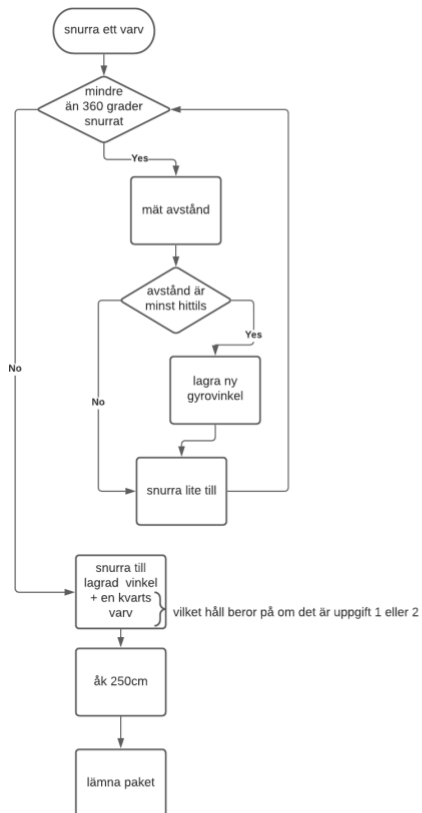 snurra ett varv
mindre
än 360 grader
snurrat
Yes
mät avstånd
avstånd är
minst hittils
Yes
No
lagra ny
gyrovinkel
No
snurra lite till
snurra till
lagrad vinkel
+ en kvarts
varv
vilket håll beror på om det är uppgift 1 eller 2
åk 250cm
lämna paket